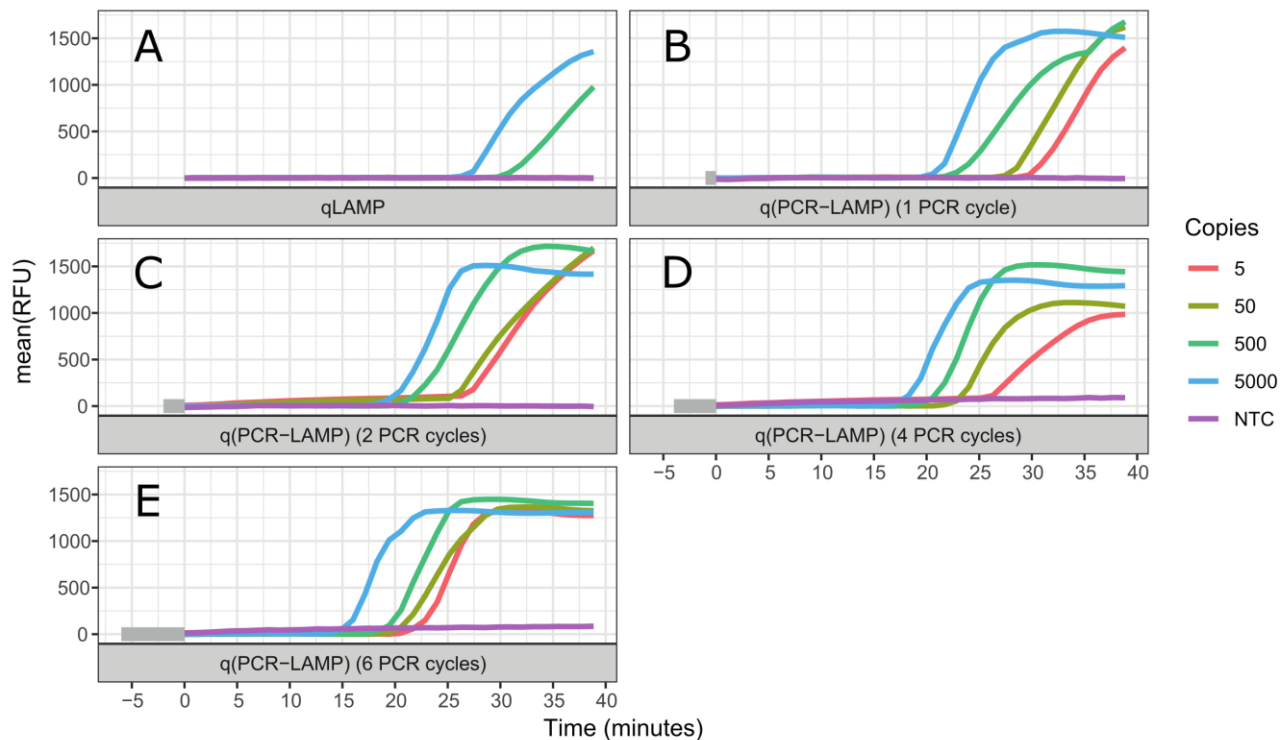 A
B
1500
1000
500
0
qLAMP
q(PCR−LAMP) (1 PCR cycle)
C
D
1500
1000
500
0
q(PCR−LAMP) (2 PCR cycles)
q(PCR−LAMP) (4 PCR cycles)
−5 0 5 10 15 20 25 30 35 40
E
1500
1000
500
0
q(PCR−LAMP) (6 PCR cycles)
−5 0 5 10 15 20 25 30 35 40
Time (minutes)
mean(RFU)
Copies
5
50
500
5000
NTC